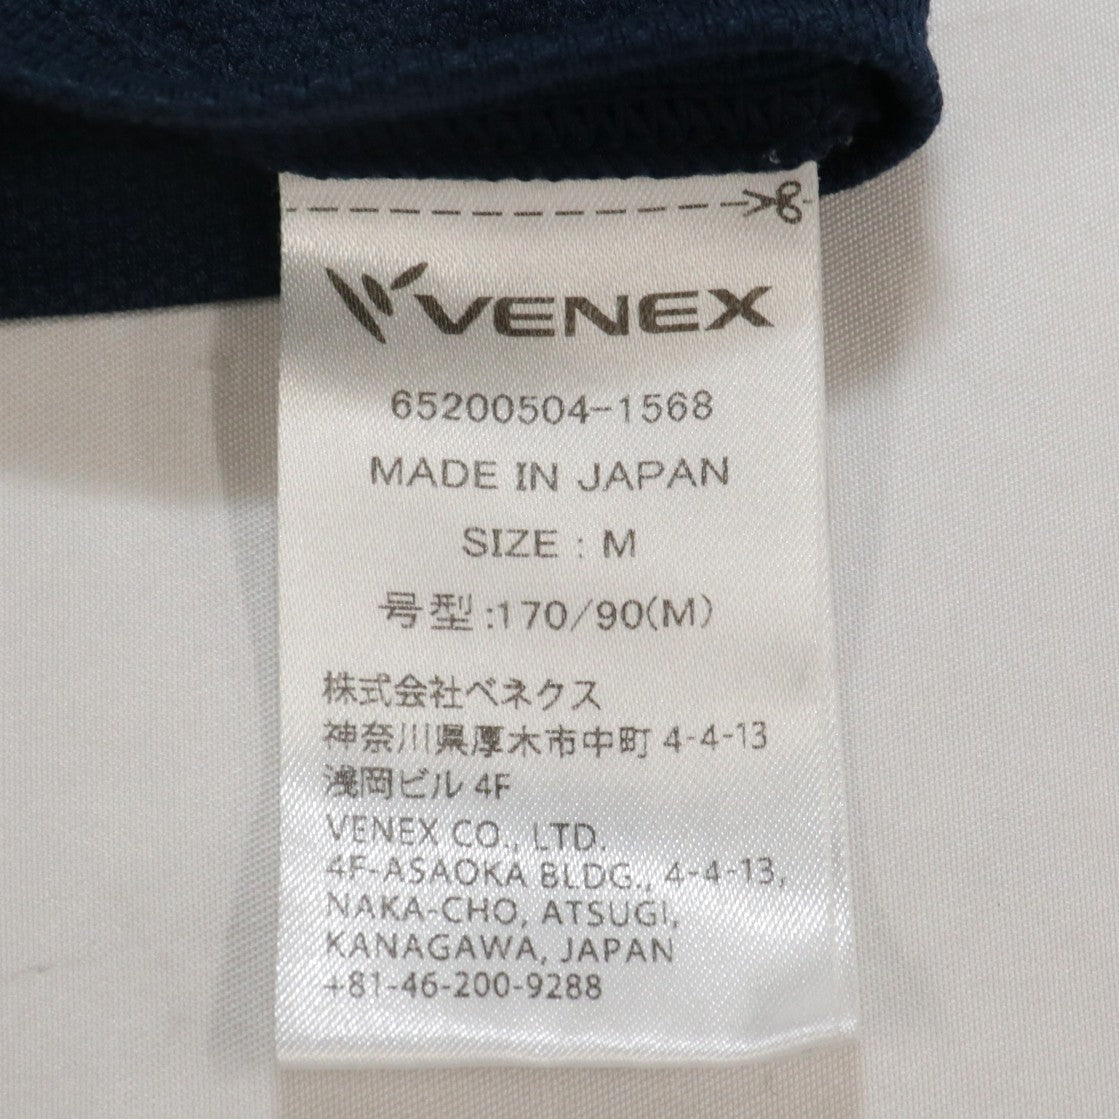 VENEX
65200504-1568
MADE IN JAPAN
SIZE : M
号型:170/90(M)
株式会社ベネクス
神奈川県厚木市中町 4-4-13
浅岡ビル 4F
VENEX CO., LTD.
4F-ASAOKA BLDG., 4-4-13,
NAKA-CHO, ATSUGI,
KANAGAWA, JAPAN
+81-46-200-9288